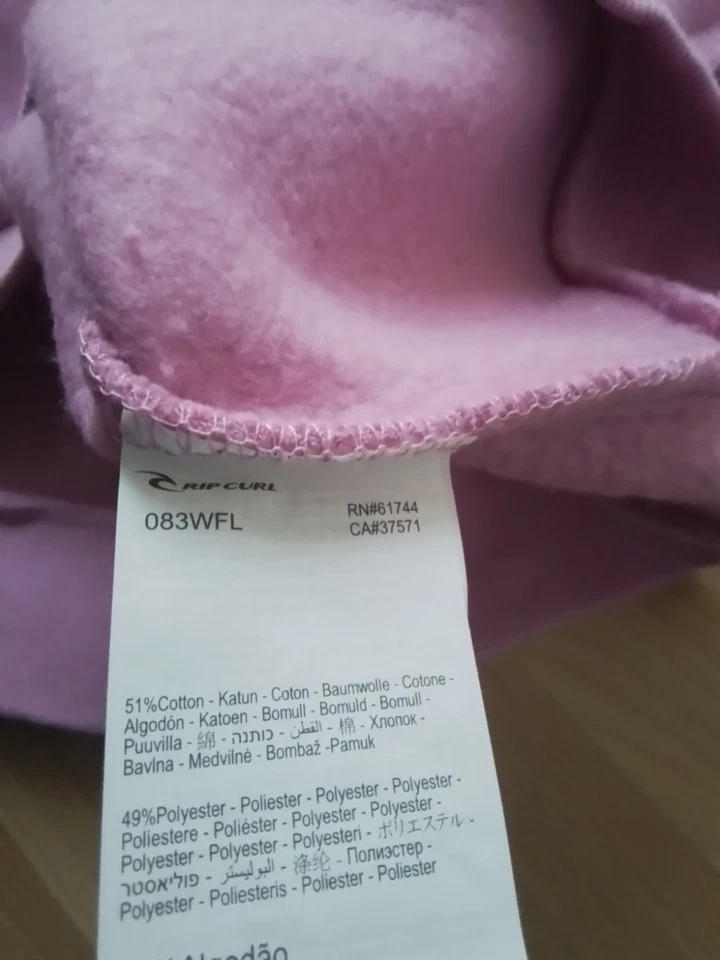 RIP CURL
083WFL
RN#61744
CA#37571
51%Cotton - Katun - Coton - Baumwolle - Cotone -
Algodón - Katoen - Bomull - Bomuld - Bomull -
Puuvilla - 綿 - כותנה - القطن - 棉 - Хлопок -
Bavlna - Medvilnė - Bombaž -Pamuk
49%Polyester - Poliester - Polyester - Polyester -
Poliestere - Poliéster - Polyester - Polyester -
Polyester - Polyester - Polyesteri - ポリエステル -
פוליאסטר - البوليستر - 涤纶 - Полиэстер -
Polyester - Poliesteris - Poliester - Poliester
Algodão